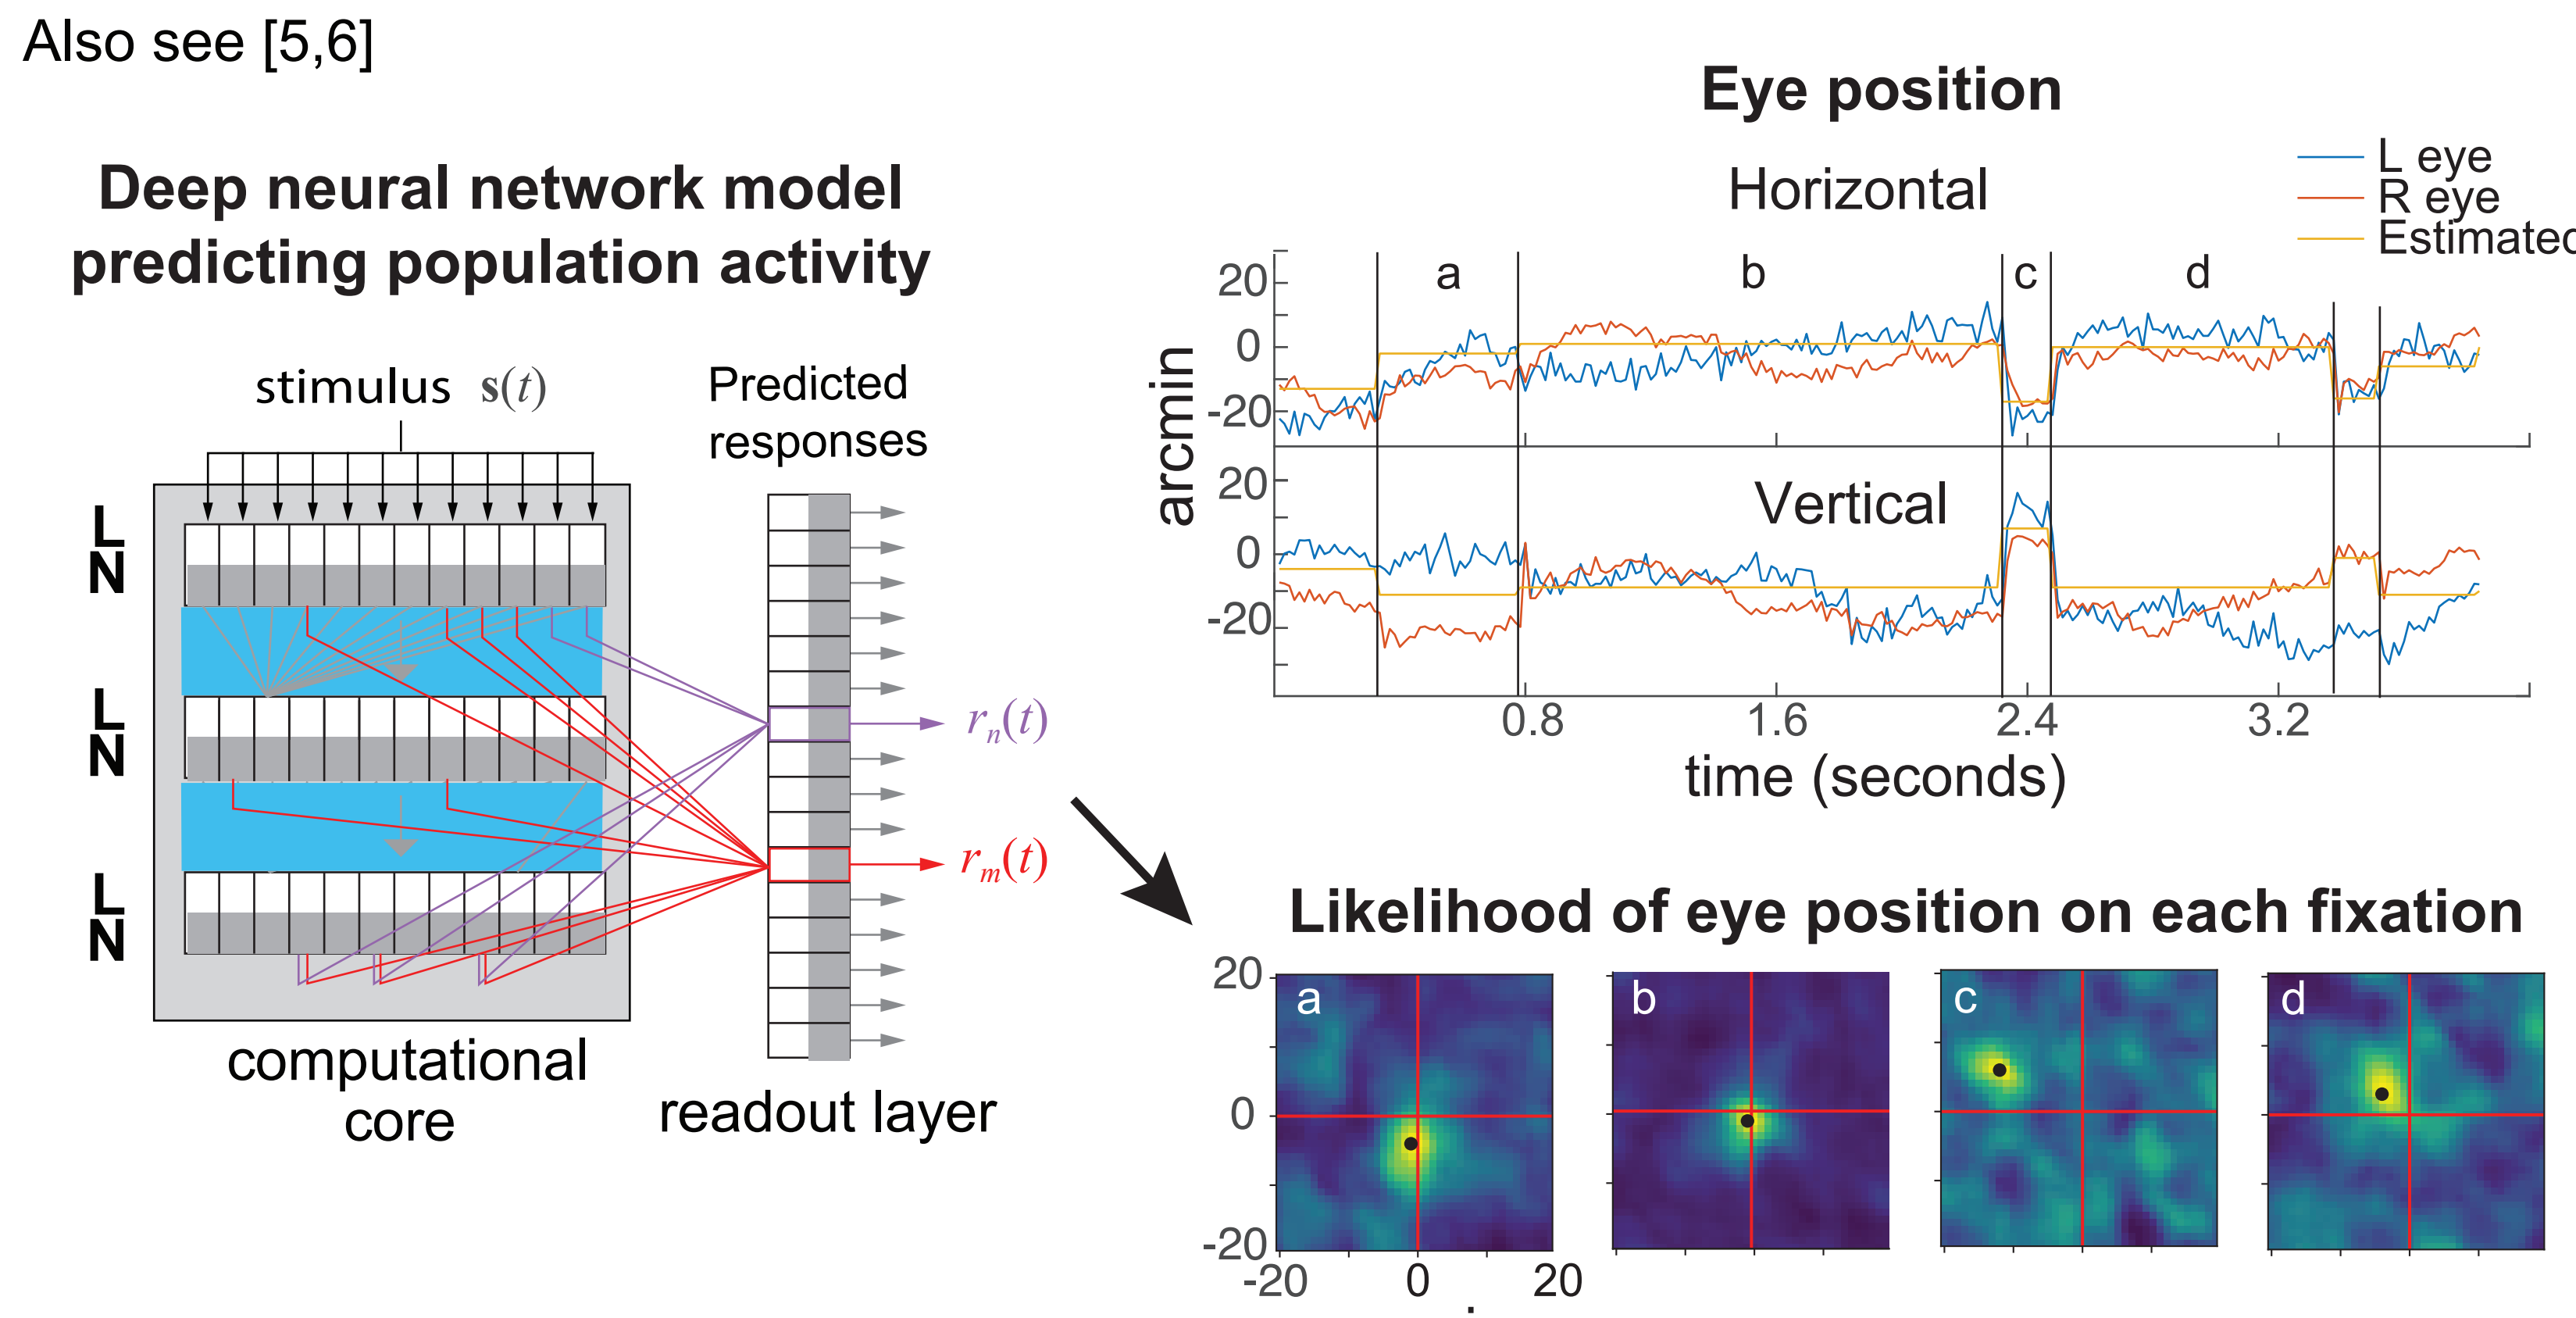 Also see [5,6]
Deep neural network model
predicting population activity
stimulus s(t)
Predicted
responses
L
N
L
N
L
N
r_n(t)
r_m(t)
computational
core
readout layer
Eye position
Horizontal
L eye
R eye
Estimated
a b c d
20
0
-20
arcmin
Vertical
20
0
-20
0.8 1.6 2.4 3.2
time (seconds)
Likelihood of eye position on each fixation
a b c d
20
0
-20
-20 0 20